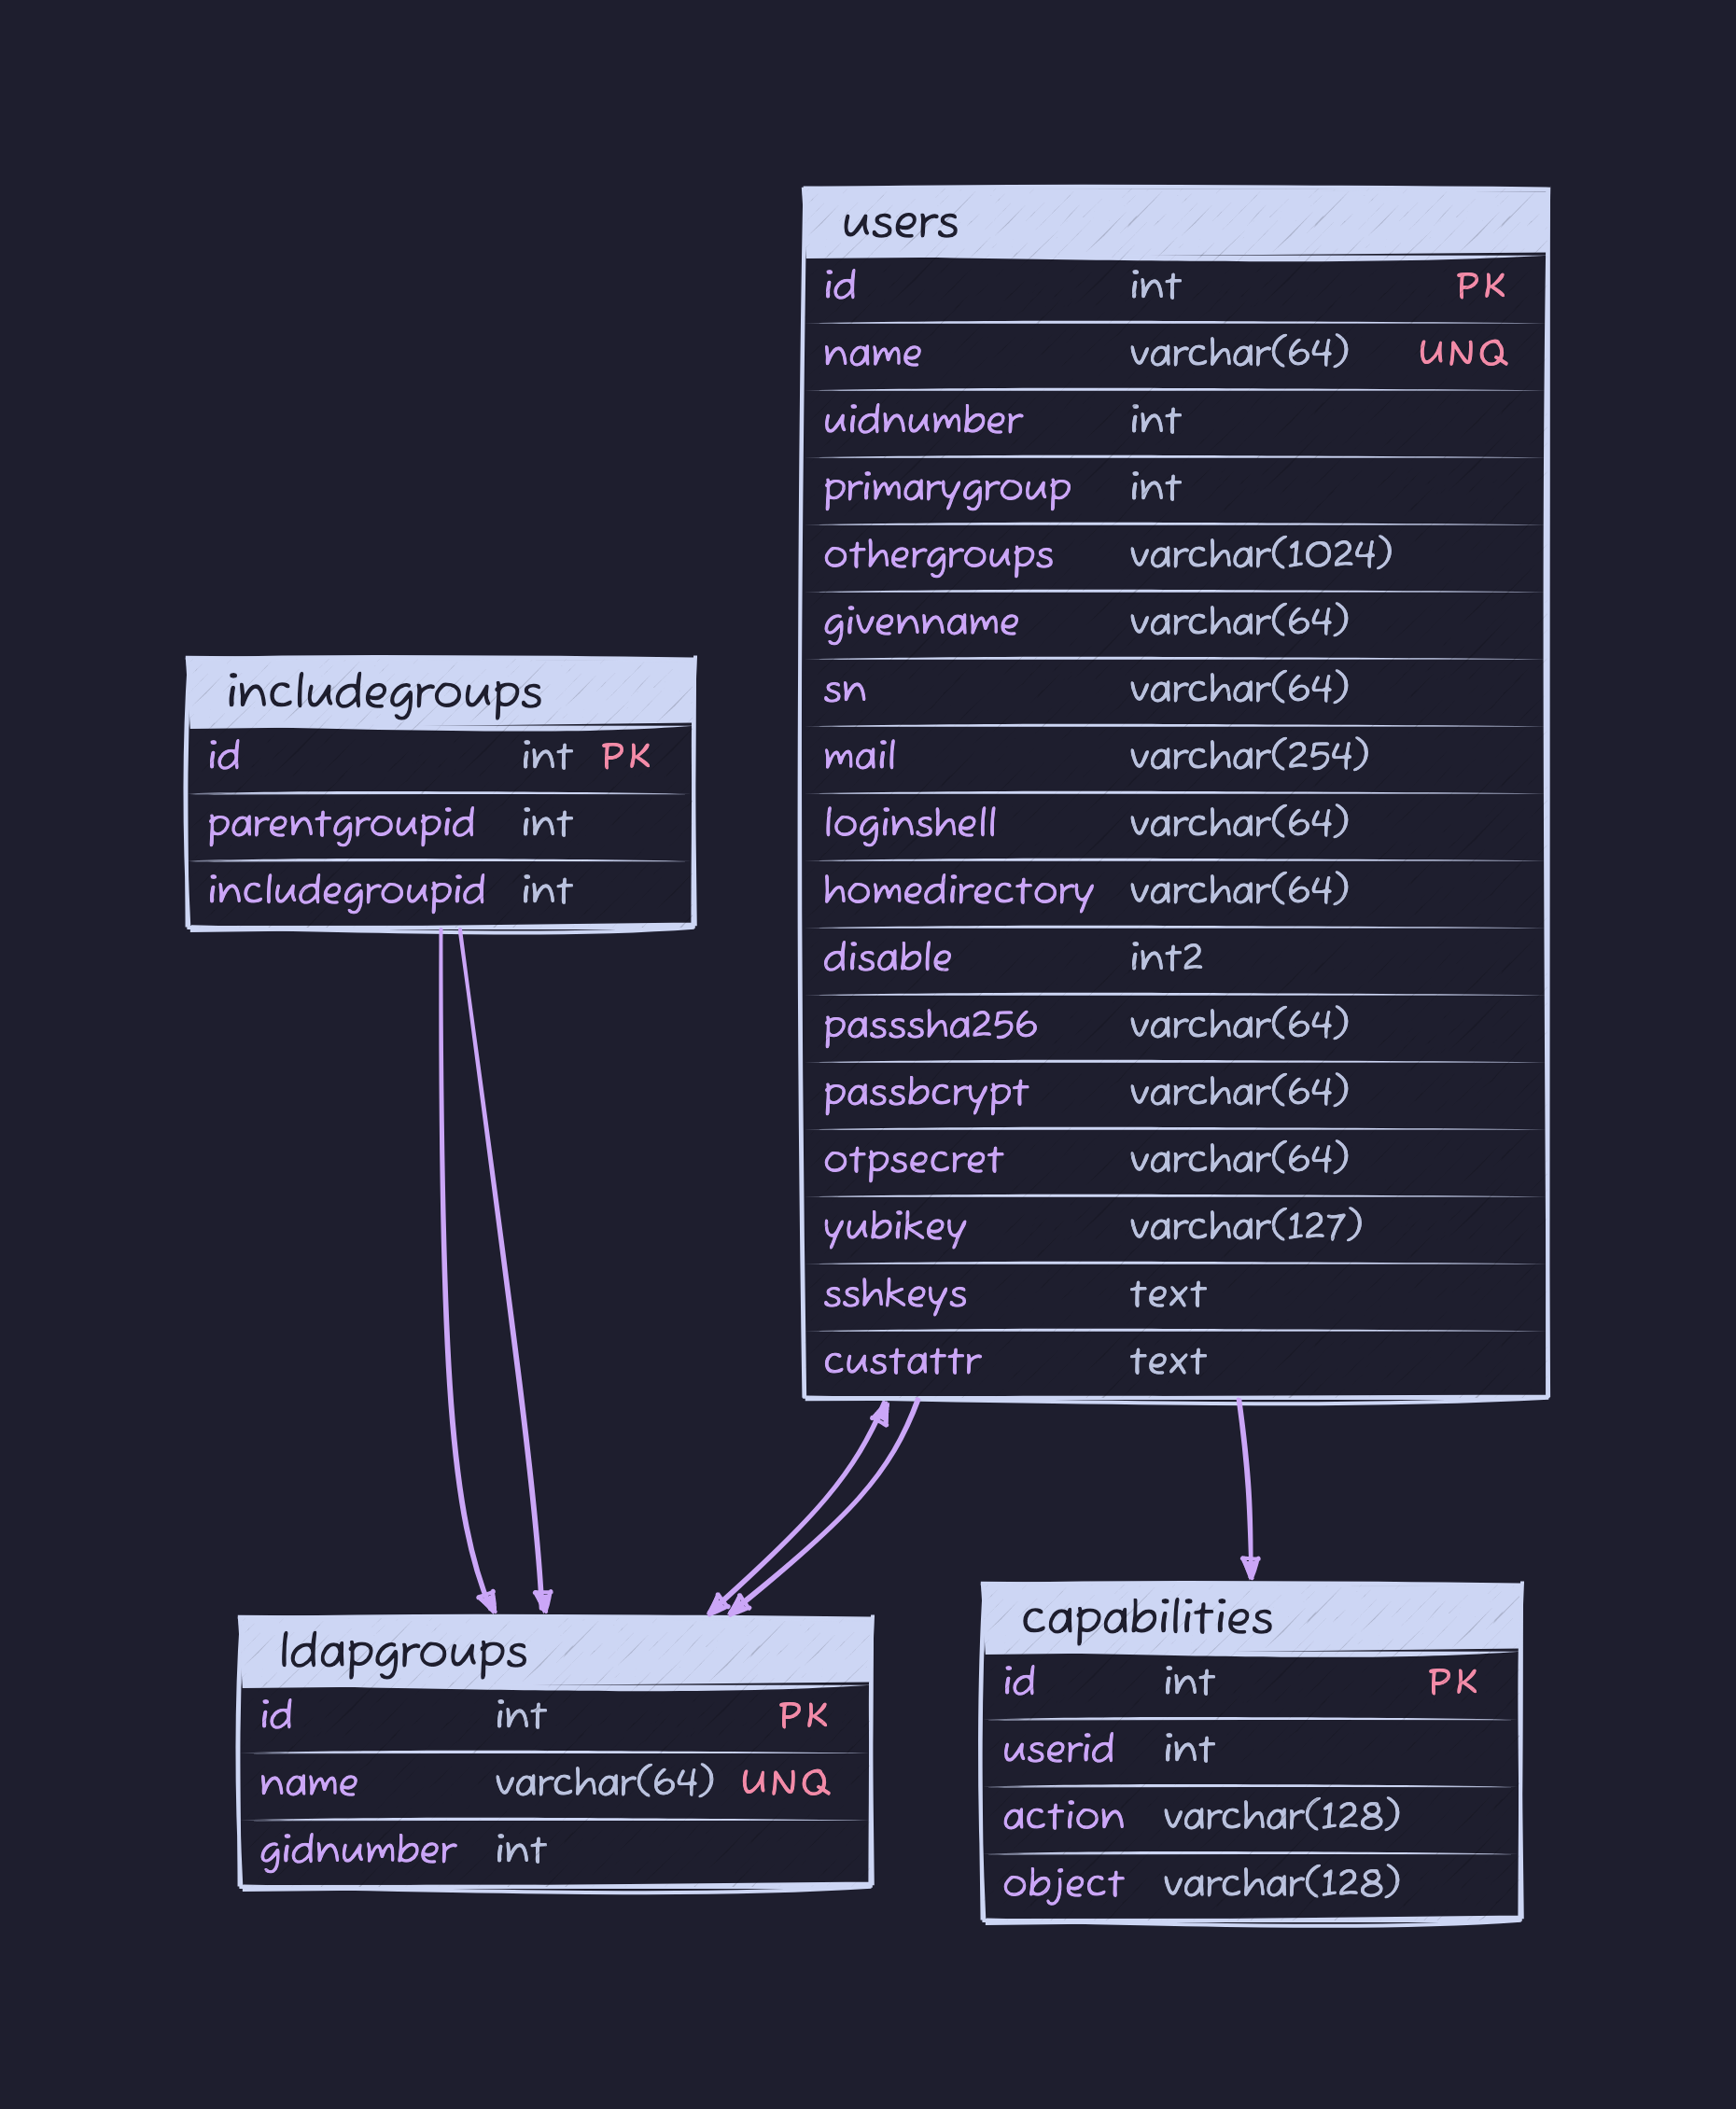 users
id int PK
name varchar(64) UNQ
uidnumber int
primarygroup int
othergroups varchar(1024)
givenname varchar(64)
sn varchar(64)
mail varchar(254)
loginshell varchar(64)
homedirectory varchar(64)
disable int2
passsha256 varchar(64)
passbcrypt varchar(64)
otpsecret varchar(64)
yubikey varchar(127)
sshkeys text
custattr text
includegroups
id int PK
parentgroupid int
includegroupid int
ldapgroups
id int PK
name varchar(64) UNQ
gidnumber int
capabilities
id int PK
userid int
action varchar(128)
object varchar(128)